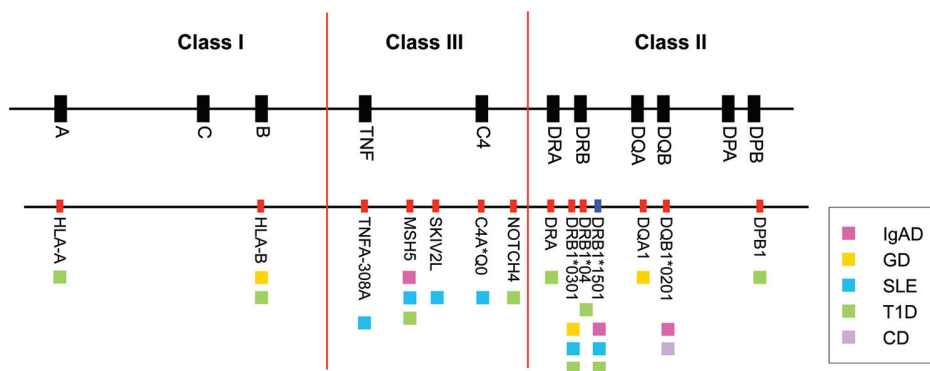 Class I
Class III
Class II
A
C
B
TNF
C4
DRA
DRB
DQA
DQB
DPA
DPB
HLA-A
HLA-B
TNFA-308A
MSH5
SKIV2L
C4A*Q0
NOTCH4
DRA
DRB1*0301
DRB1*04
DRB1*1501
DQA1
DQB1*0201
DPB1
IgAD
GD
SLE
T1D
CD